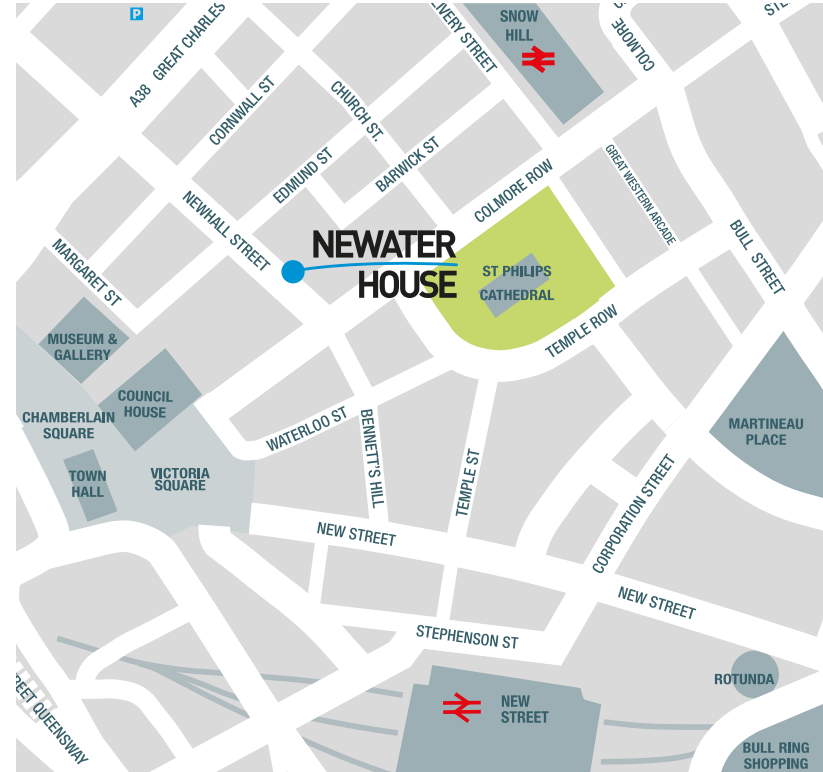 P
SNOW
HILL
LIVERY STREET
COLMORE
A38 GREAT CHARLES
CORNWALL ST
CHURCH ST.
EDMUND ST
BARWICK ST
COLMORE ROW
GREAT WESTERN ARCADE
BULL STREET
NEWHALL STREET
MARGARET ST
NEWATER
HOUSE
ST PHILIPS
CATHEDRAL
TEMPLE ROW
MUSEUM &
GALLERY
COUNCIL
HOUSE
CHAMBERLAIN
SQUARE
TOWN
HALL
VICTORIA
SQUARE
WATERLOO ST
BENNETT'S HILL
TEMPLE ST
MARTINEAU
PLACE
CORPORATION STREET
NEW STREET
NEW STREET
STEPHENSON ST
NEW
STREET
ROTUNDA
BULL RING
SHOPPING
REET QUEENSWAY